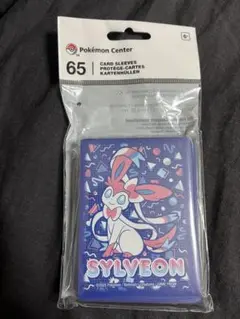 Pokémon Center
65
CARD SLEEVES
PROTÈGE-CARTES
KARTENHÜLLEN
6+
SYLVEON